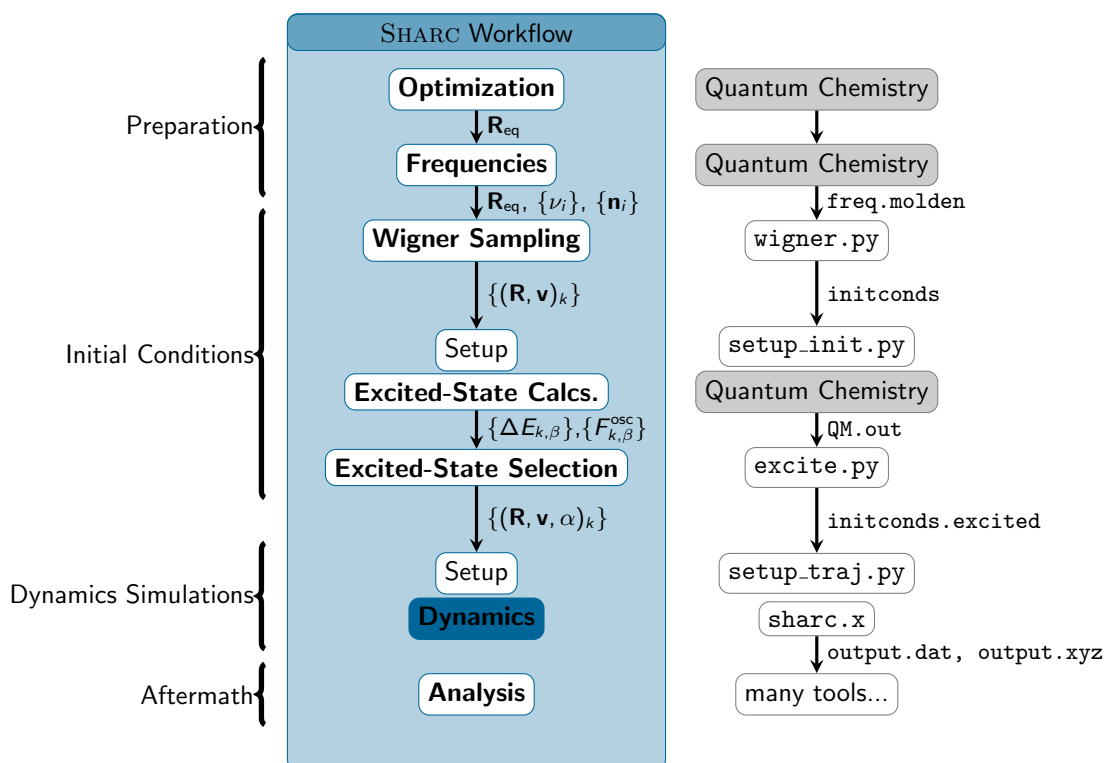 SHARC Workflow
Preparation
Optimization
Quantum Chemistry
R_eq
Frequencies
Quantum Chemistry
R_eq, {ν_i}, {n_i}
freq.molden
Initial Conditions
Wigner Sampling
wigner.py
{(R, v)_k}
initconds
Setup
setup_init.py
Excited-State Calcs.
Quantum Chemistry
{ΔE_{k,β}},{F^{osc}_{k,β}}
QM.out
Excited-State Selection
excite.py
{(R, v, α)_k}
initconds.excited
Dynamics Simulations
Setup
setup_traj.py
Dynamics
sharc.x
output.dat, output.xyz
Aftermath
Analysis
many tools...